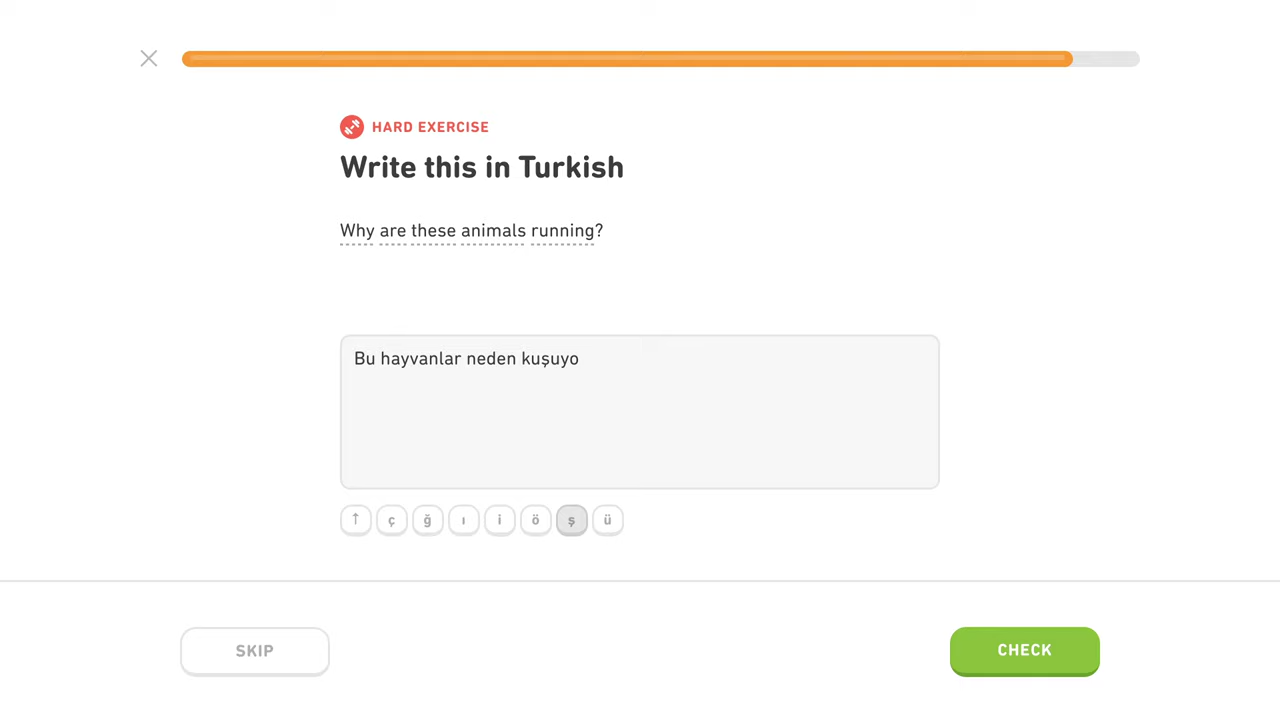 HARD EXERCISE
Write this in Turkish
Why are these animals running?
Bu hayvanlar neden kuşuyo
↑ ç ğ ı i ö ş ü
SKIP
CHECK